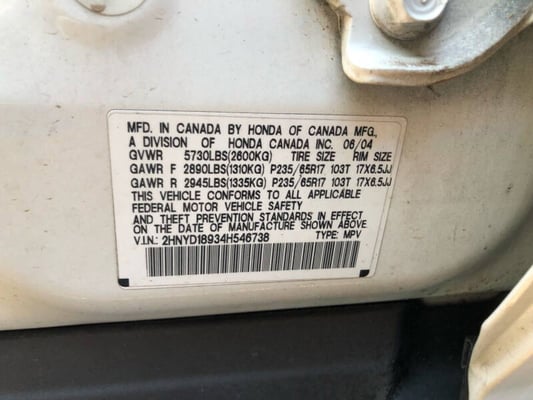 MFD. IN CANADA BY HONDA OF CANADA MFG.,
A DIVISION OF HONDA CANADA INC. 06/04
GVWR 5730LBS(2600KG) TIRE SIZE RIM SIZE
GAWR F 2890LBS(1310KG) P235/65R17 103T 17X6.5JJ
GAWR R 2945LBS(1335KG) P235/65R17 103T 17X6.5JJ
THIS VEHICLE CONFORMS TO ALL APPLICABLE
FEDERAL MOTOR VEHICLE SAFETY
AND THEFT PREVENTION STANDARDS IN EFFECT
ON THE DATE OF MANUFACTURE SHOWN ABOVE.
V.I.N.: 2HNYD18934H546738 TYPE: MPV